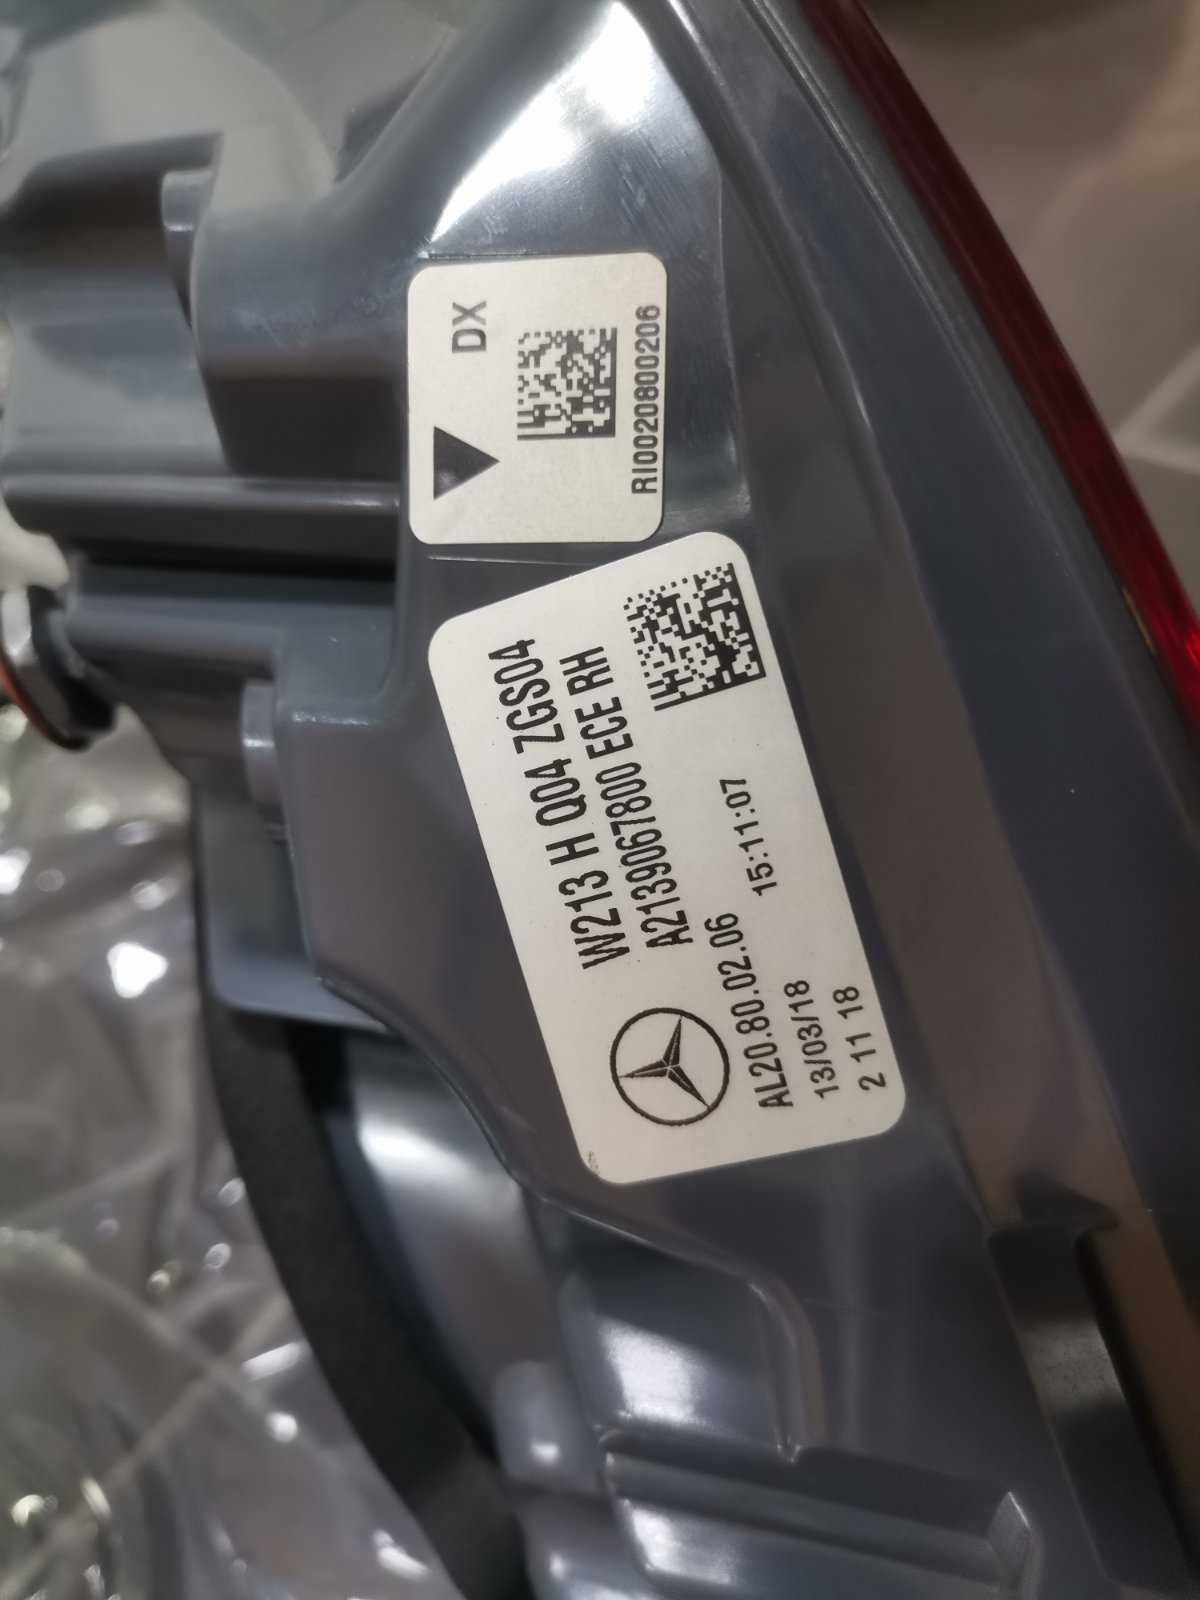 DX
RI0020800206
W213 H Q04 ZGS04
A2139067800 ECE RH
AL20.80.02.06
13/03/18 15:11:07
2 11 18